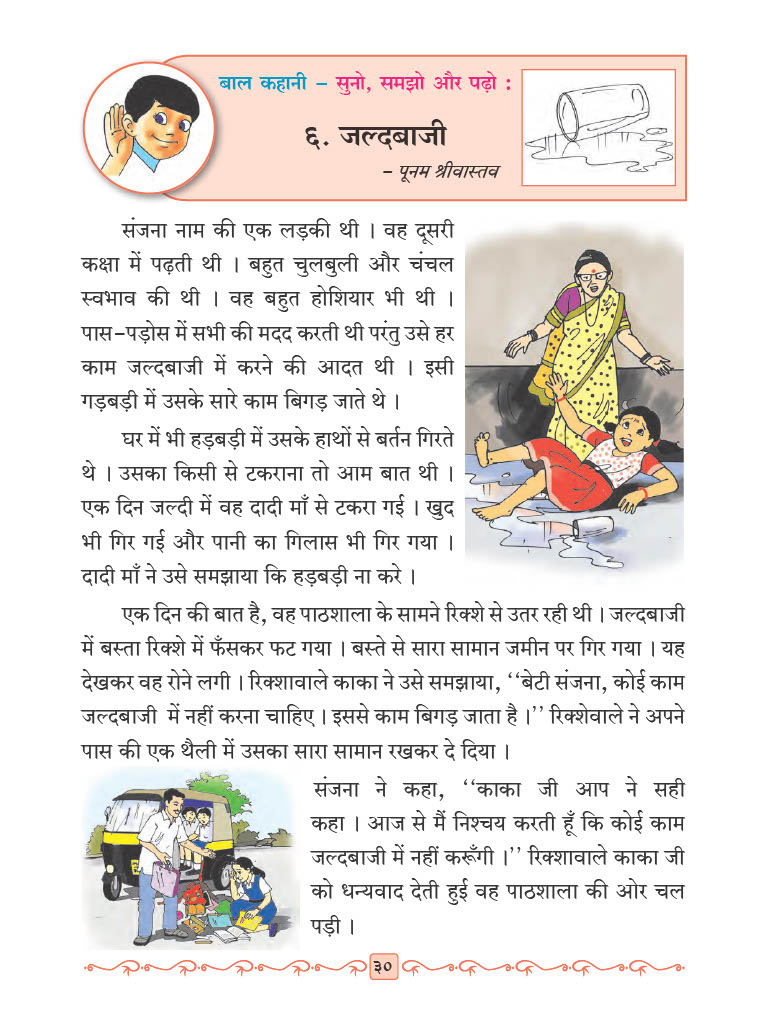 बाल कहानी – सुनो, समझो और पढ़ो :
६. जल्दबाजी
– पूनम श्रीवास्तव
संजना नाम की एक लड़की थी । वह दूसरी
कक्षा में पढ़ती थी । बहुत चुलबुली और चंचल
स्वभाव की थी । वह बहुत होशियार भी थी ।
पास-पड़ोस में सभी की मदद करती थी परंतु उसे हर
काम जल्दबाजी में करने की आदत थी । इसी
गड़बड़ी में उसके सारे काम बिगड़ जाते थे ।
घर में भी हड़बड़ी में उसके हाथों से बर्तन गिरते
थे । उसका किसी से टकराना तो आम बात थी ।
एक दिन जल्दी में वह दादी माँ से टकरा गई । खुद
भी गिर गई और पानी का गिलास भी गिर गया ।
दादी माँ ने उसे समझाया कि हड़बड़ी ना करे ।
एक दिन की बात है, वह पाठशाला के सामने रिक्शे से उतर रही थी । जल्दबाजी
में बस्ता रिक्शे में फँसकर फट गया । बस्ते से सारा सामान जमीन पर गिर गया । यह
देखकर वह रोने लगी । रिक्शावाले काका ने उसे समझाया, ‘‘बेटी संजना, कोई काम
जल्दबाजी में नहीं करना चाहिए । इससे काम बिगड़ जाता है ।’’ रिक्शेवाले ने अपने
पास की एक थैली में उसका सारा सामान रखकर दे दिया ।
संजना ने कहा, ‘‘काका जी आप ने सही
कहा । आज से मैं निश्चय करती हूँ कि कोई काम
जल्दबाजी में नहीं करूँगी ।’’ रिक्शावाले काका जी
को धन्यवाद देती हुई वह पाठशाला की ओर चल
पड़ी ।
३०